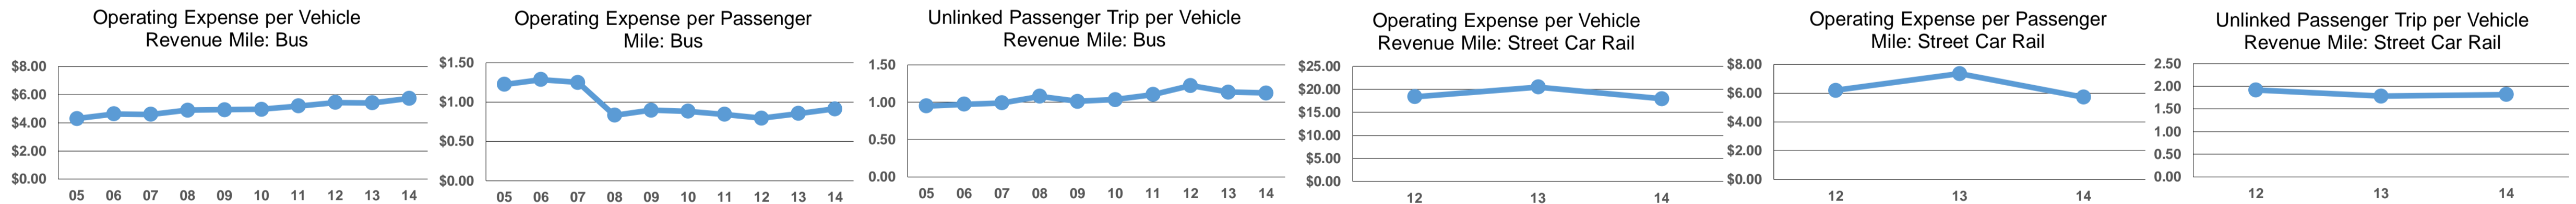 Operating Expense per Vehicle
Revenue Mile: Bus
$8.00
$6.00
$4.00
$2.00
$0.00
05 06 07 08 09 10 11 12 13 14
Operating Expense per Passenger
Mile: Bus
$1.50
$1.00
$0.50
$0.00
05 06 07 08 09 10 11 12 13 14
Unlinked Passenger Trip per Vehicle
Revenue Mile: Bus
1.50
1.00
0.50
0.00
05 06 07 08 09 10 11 12 13 14
Operating Expense per Vehicle
Revenue Mile: Street Car Rail
$25.00
$20.00
$15.00
$10.00
$5.00
$0.00
12 13 14
Operating Expense per Passenger
Mile: Street Car Rail
$8.00
$6.00
$4.00
$2.00
$0.00
12 13 14
Unlinked Passenger Trip per Vehicle
Revenue Mile: Street Car Rail
2.50
2.00
1.50
1.00
0.50
0.00
12 13 14